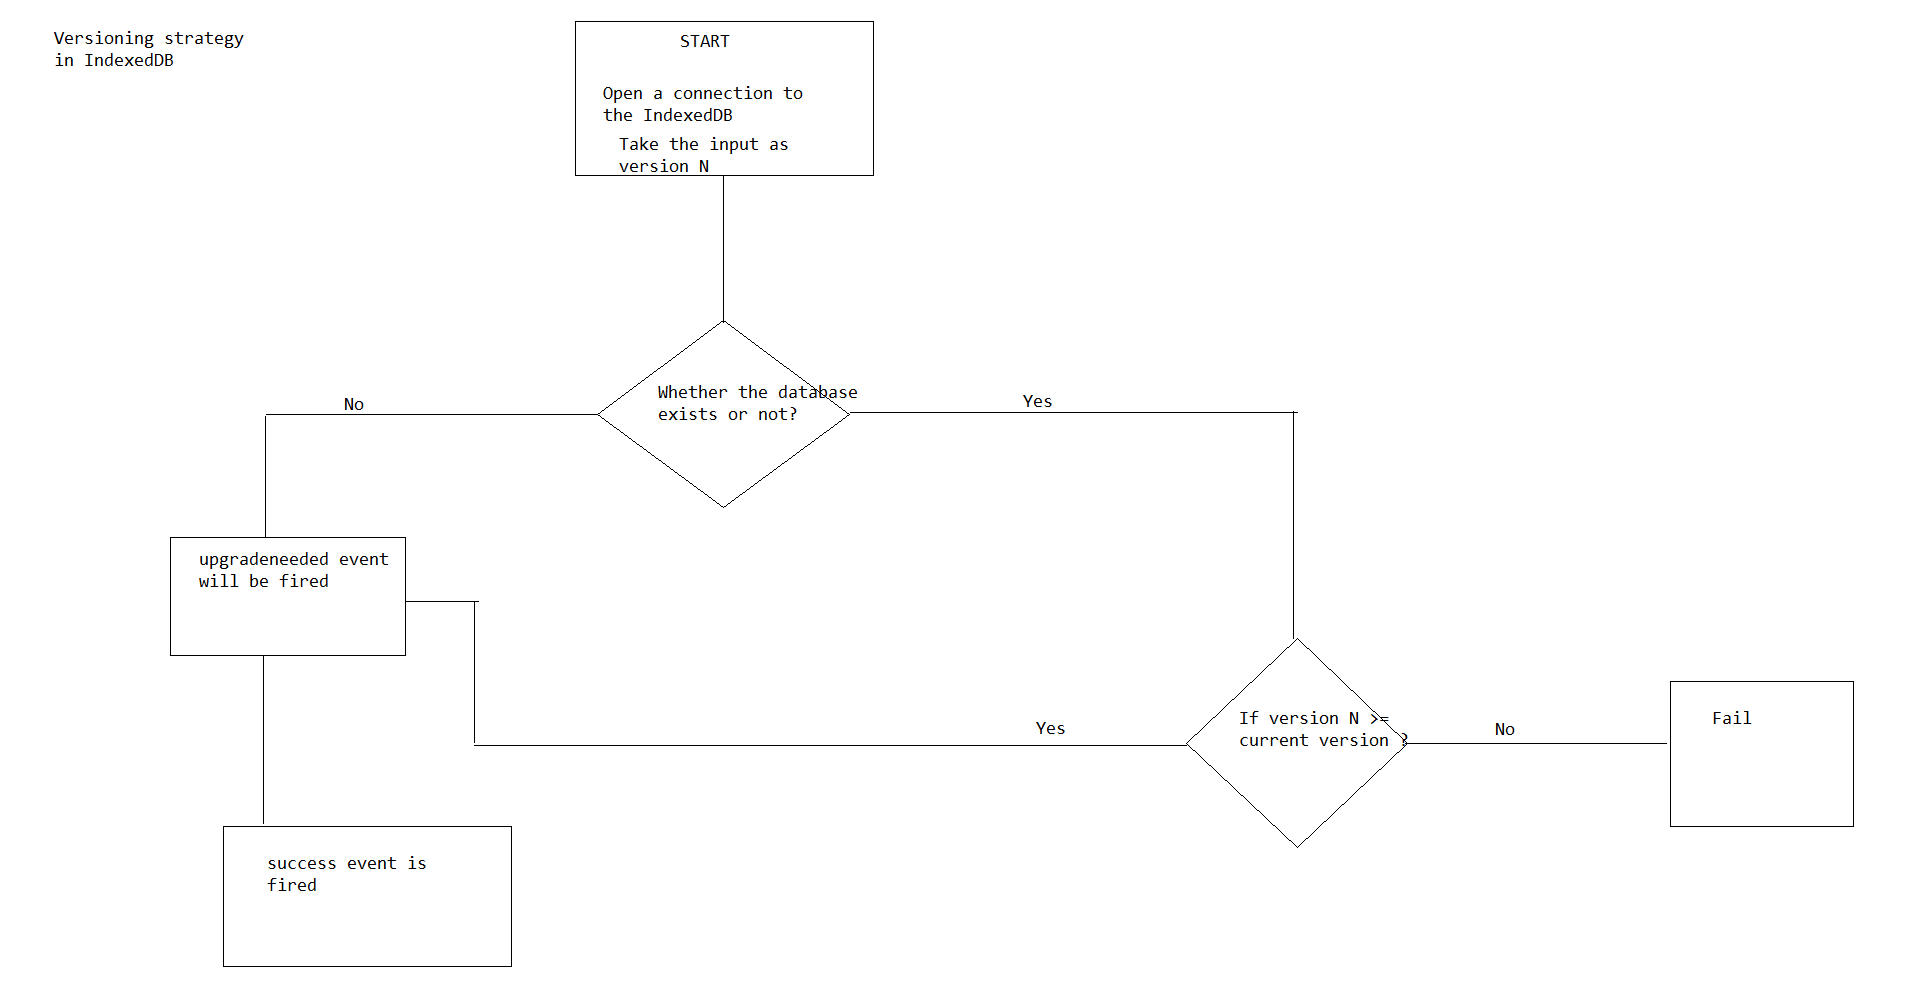 Versioning strategy
in IndexedDB
START
Open a connection to
the IndexedDB
Take the input as
version N
Whether the database
exists or not?
No
Yes
upgradeneeded event
will be fired
If version N >=
current version ?
Yes
No
Fail
success event is
fired